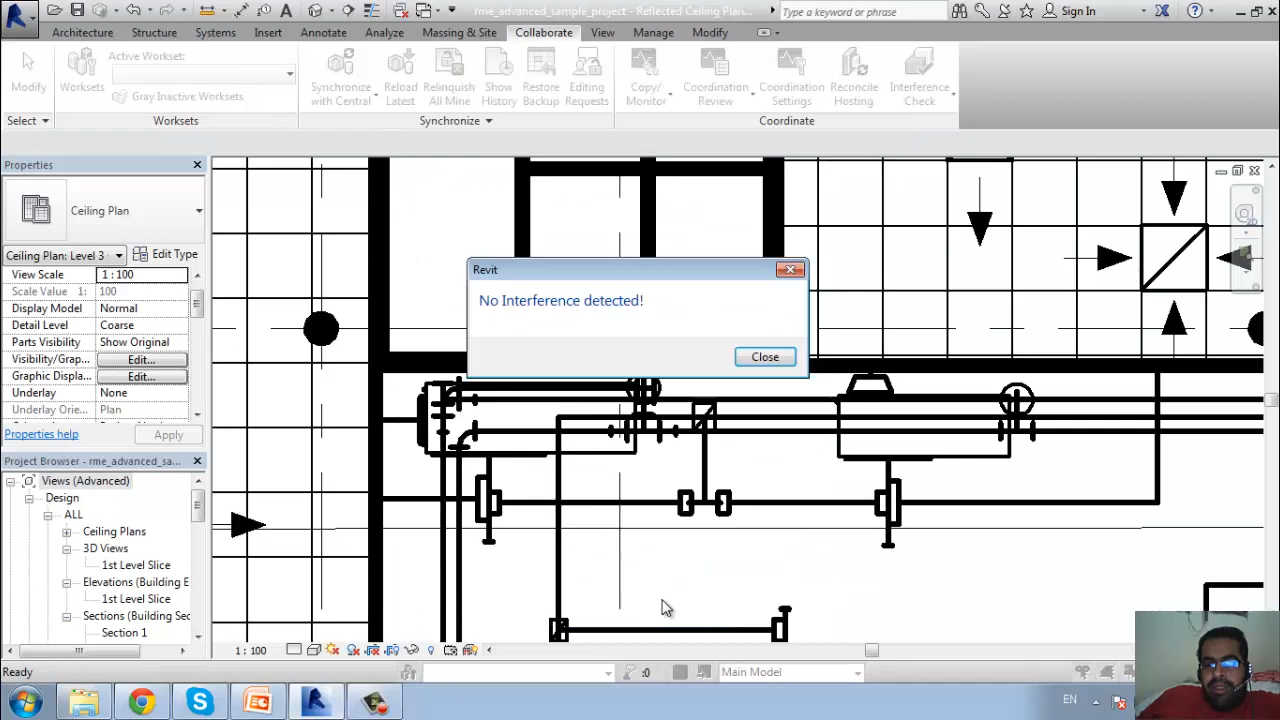 rme_advanced_sample_project - Reflected Ceiling Plan...
Type a keyword or phrase
Sign In
Architecture Structure Systems Insert Annotate Analyze Massing & Site Collaborate View Manage Modify
Modify
Worksets
Active Workset:
Gray Inactive Worksets
Synchronize with Central
Reload Latest
Relinquish All Mine
Show History
Restore Backup
Editing Requests
Copy/ Monitor
Coordination Review
Coordination Settings
Reconcile Hosting
Interference Check
Select Worksets Synchronize Coordinate
Properties
Ceiling Plan
Ceiling Plan: Level 3 Edit Type
View Scale 1 : 100
Scale Value 1: 100
Display Model Normal
Detail Level Coarse
Parts Visibility Show Original
Visibility/Grap... Edit...
Graphic Displa... Edit...
Underlay None
Underlay Orie... Plan
Properties help Apply
Project Browser - rme_advanced_sa...
Views (Advanced)
Design
ALL
Ceiling Plans
3D Views
1st Level Slice
Elevations (Building E
1st Level Slice
Sections (Building Sec
Section 1
Revit
No Interference detected!
Close
2D
1 : 100
Ready
:0
Main Model
EN